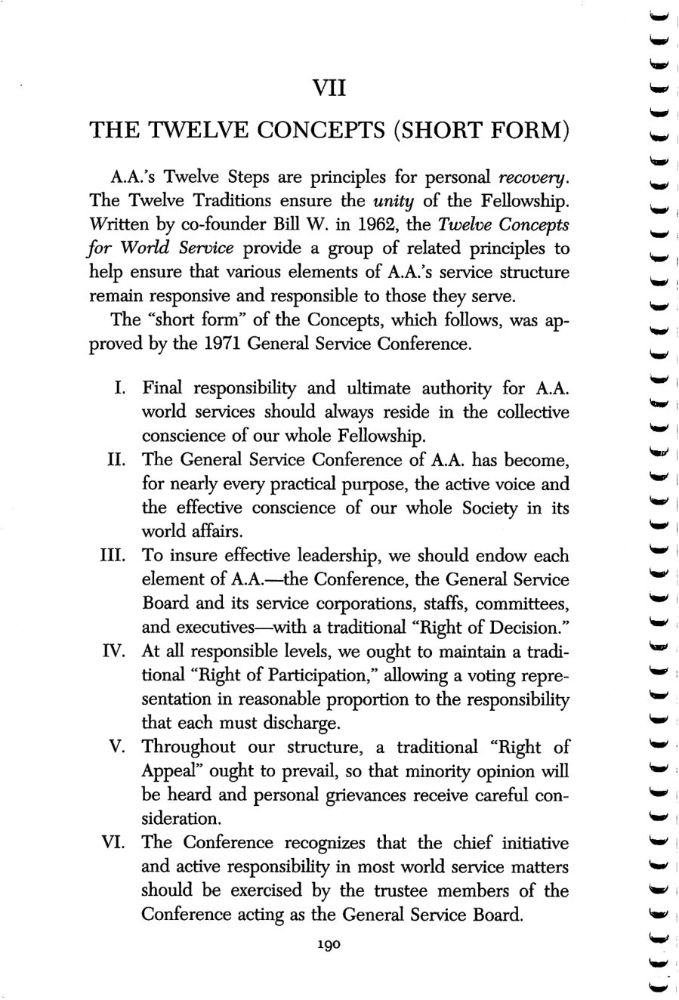 VII
THE TWELVE CONCEPTS (SHORT FORM)
A.A.'s Twelve Steps are principles for personal recovery.
The Twelve Traditions ensure the unity of the Fellowship.
Written by co-founder Bill W. in 1962, the Twelve Concepts
for World Service provide a group of related principles to
help ensure that various elements of A.A.'s service structure
remain responsive and responsible to those they serve.
The “short form” of the Concepts, which follows, was ap-
proved by the 1971 General Service Conference.
I. Final responsibility and ultimate authority for A.A.
world services should always reside in the collective
conscience of our whole Fellowship.
II. The General Service Conference of A.A. has become,
for nearly every practical purpose, the active voice and
the effective conscience of our whole Society in its
world affairs.
III. To insure effective leadership, we should endow each
element of A.A.—the Conference, the General Service
Board and its service corporations, staffs, committees,
and executives—with a traditional “Right of Decision.”
IV. At all responsible levels, we ought to maintain a tradi-
tional “Right of Participation,” allowing a voting repre-
sentation in reasonable proportion to the responsibility
that each must discharge.
V. Throughout our structure, a traditional “Right of
Appeal” ought to prevail, so that minority opinion will
be heard and personal grievances receive careful con-
sideration.
VI. The Conference recognizes that the chief initiative
and active responsibility in most world service matters
should be exercised by the trustee members of the
Conference acting as the General Service Board.
190